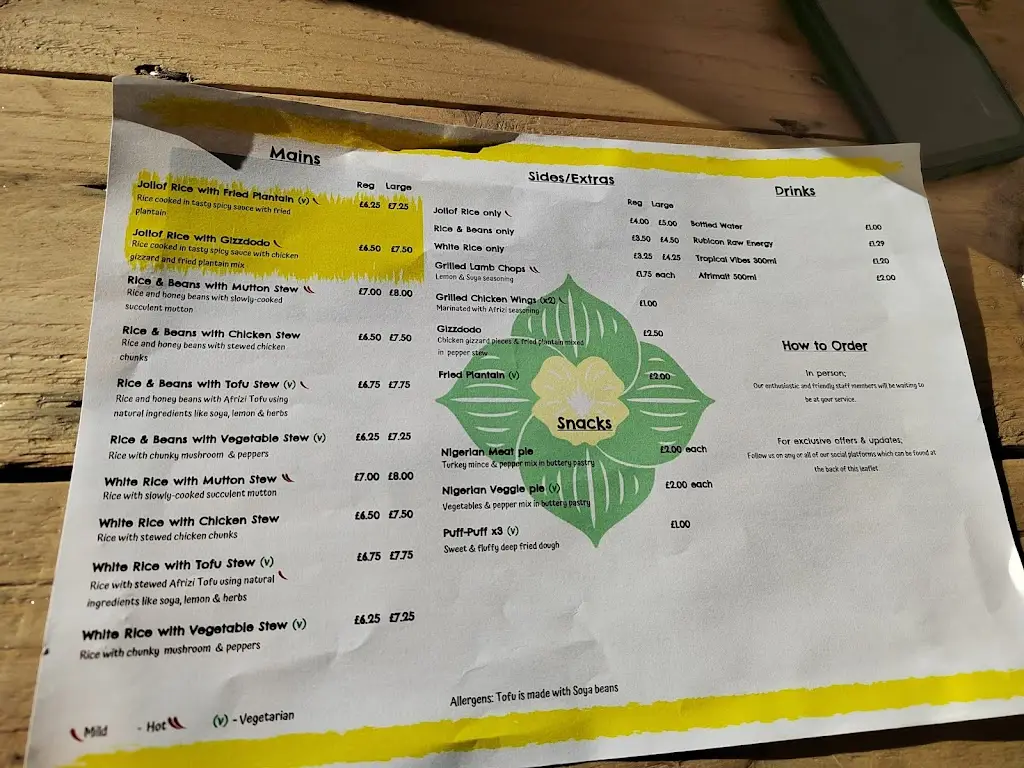 Mains
Reg Large
Jollof Rice with Fried Plantain (v)
£6.25 £7.25
Rice cooked in tasty spicy sauce with fried
plantain
Jollof Rice with Gizzdodo
£6.50 £7.50
Rice cooked in tasty spicy sauce with chicken
gizzard and fried plantain mix
Rice & Beans with Mutton Stew
£7.00 £8.00
Rice and honey beans with slowly-cooked
succulent mutton
Rice & Beans with Chicken Stew
£6.50 £7.50
Rice and honey beans with stewed chicken
chunks
Rice & Beans with Tofu Stew (v)
£6.75 £7.75
Rice and honey beans with Afrizi Tofu using
natural ingredients like soya, lemon & herbs
Rice & Beans with Vegetable Stew (v)
£6.25 £7.25
Rice with chunky mushroom & peppers
White Rice with Mutton Stew
£7.00 £8.00
Rice with slowly-cooked succulent mutton
White Rice with Chicken Stew
£6.50 £7.50
Rice with stewed chicken chunks
White Rice with Tofu Stew (v)
£6.75 £7.75
Rice with stewed Afrizi Tofu using natural
ingredients like soya, lemon & herbs
White Rice with Vegetable Stew (v)
£6.25 £7.25
Rice with chunky mushroom & peppers
Mild - Hot (v) - Vegetarian
Sides/Extras
Reg Large
Jollof Rice only
£4.00 £5.00
Rice & Beans only
£3.50 £4.50
White Rice only
£3.25 £4.25
Grilled Lamb Chops
£1.75 each
Lemon & Suya seasoning
Grilled Chicken Wings (x2)
£1.00
Marinated with Afrizi seasoning
Gizzdodo
£2.50
Chicken gizzard pieces & fried plantain mixed
in pepper stew
Fried Plantain (v)
£2.00
Snacks
Nigerian Meat pie
£2.00 each
Turkey mince & pepper mix in buttery pastry
Nigerian Veggie pie (v)
£2.00 each
Vegetables & pepper mix in buttery pastry
Puff-Puff x3 (v)
£1.00
Sweet & fluffy deep fried dough
Allergens: Tofu is made with Soya beans
Drinks
Bottled Water £1.00
Rubicon Raw Energy £1.29
Tropical Vibes 300ml £1.20
Afrimalt 500ml £2.00
How to Order
In person;
Our enthusiastic and friendly staff members will be waiting to
be at your service.
For exclusive offers & updates;
Follow us on any or all of our social platforms which can be found at
the back of this leaflet